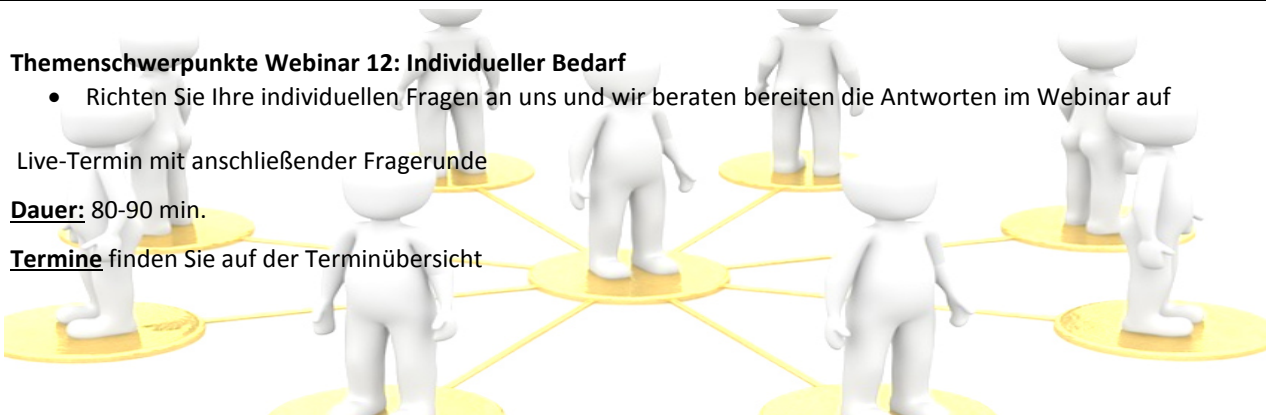 Themenschwerpunkte Webinar 12: Individueller Bedarf
• Richten Sie Ihre individuellen Fragen an uns und wir beraten bereiten die Antworten im Webinar auf
Live-Termin mit anschließender Fragerunde
Dauer: 80-90 min.
Termine finden Sie auf der Terminübersicht